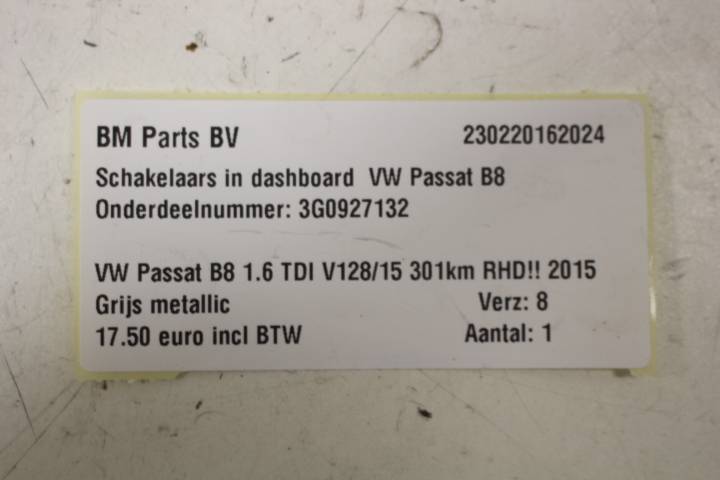 BM Parts BV 230220162024
Schakelaars in dashboard VW Passat B8
Onderdeelnummer: 3G0927132
VW Passat B8 1.6 TDI V128/15 301km RHD!! 2015
Grijs metallic Verz: 8
17.50 euro incl BTW Aantal: 1